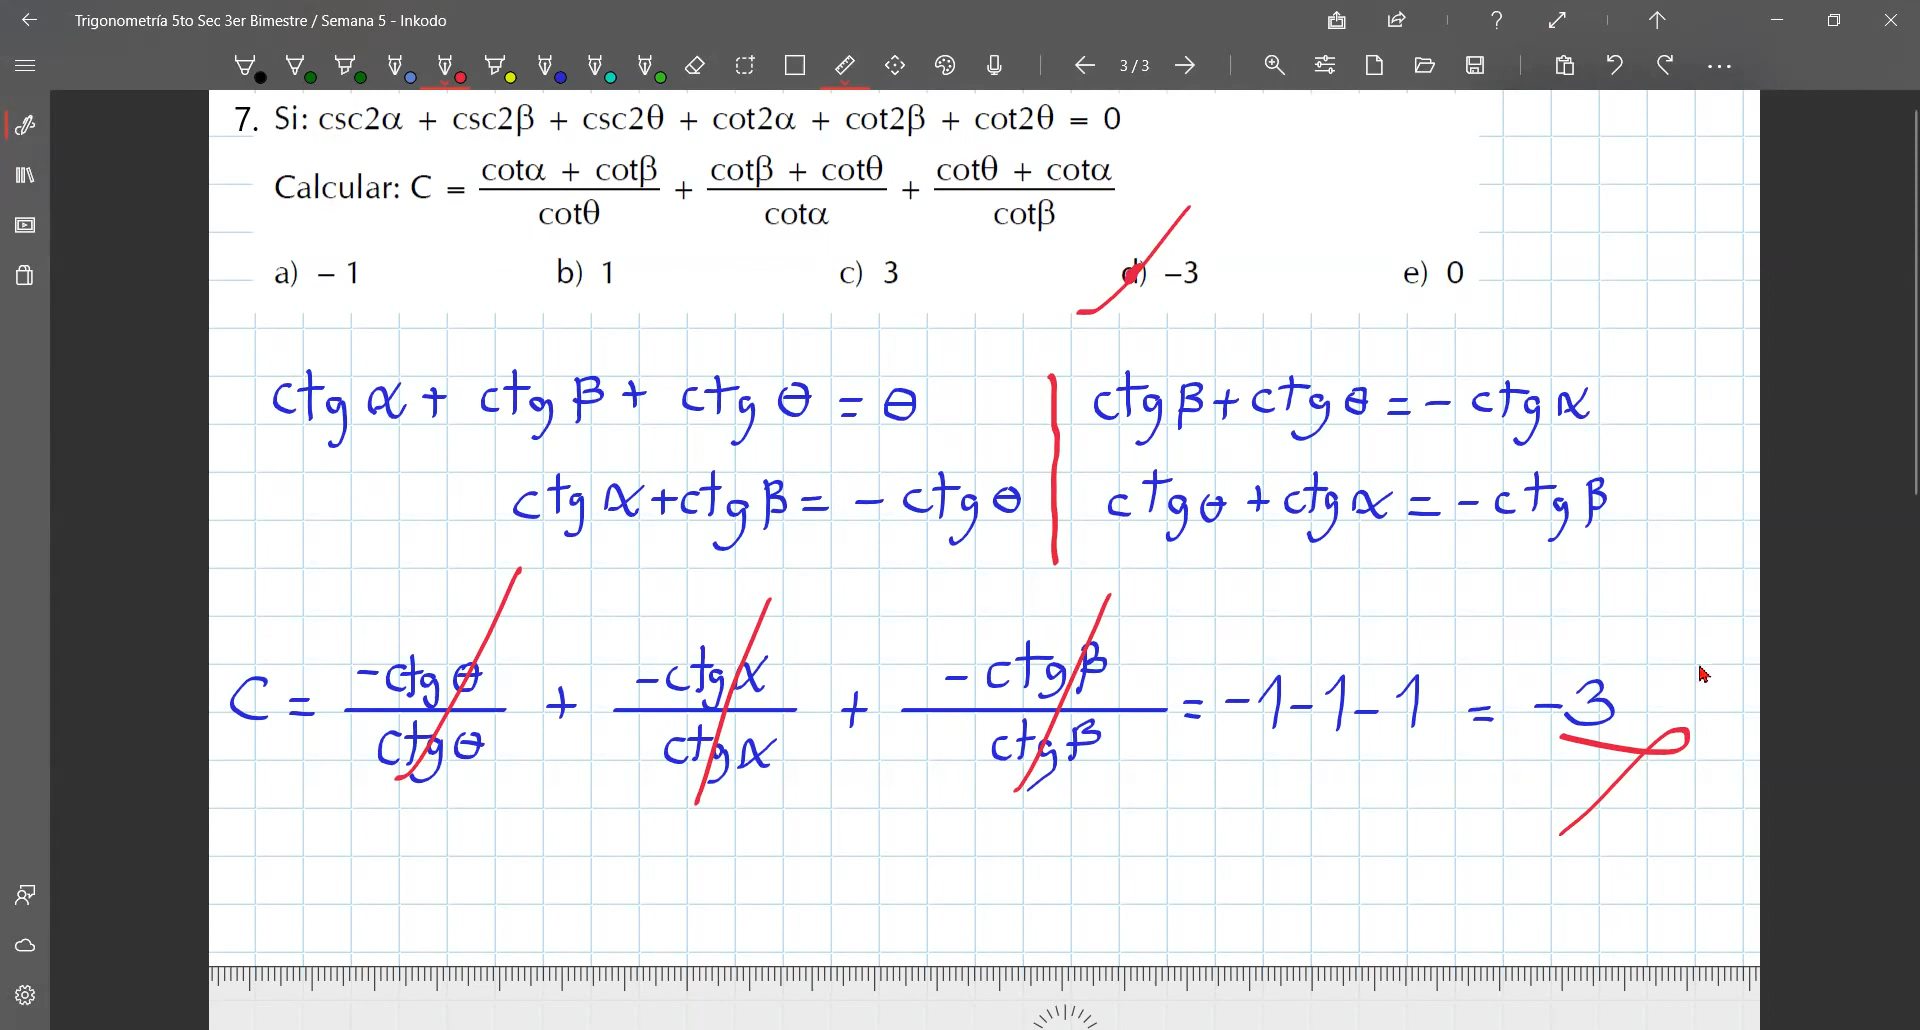 Trigonometría 5to Sec 3er Bimestre / Semana 5 - Inkodo
3 / 3
7. Si: csc2α + csc2β + csc2θ + cot2α + cot2β + cot2θ = 0
Calcular: C = (cotα + cotβ)/cotθ + (cotβ + cotθ)/cotα + (cotθ + cotα)/cotβ
a) – 1 b) 1 c) 3 d) –3 e) 0
ctg α + ctg β + ctg θ = θ
ctg α + ctg β = - ctg θ
ctg β + ctg θ = - ctg α
ctg θ + ctg α = - ctg β
C = -ctg θ/ctg θ + -ctg α/ctg α + -ctg β/ctg β = -1-1-1 = -3